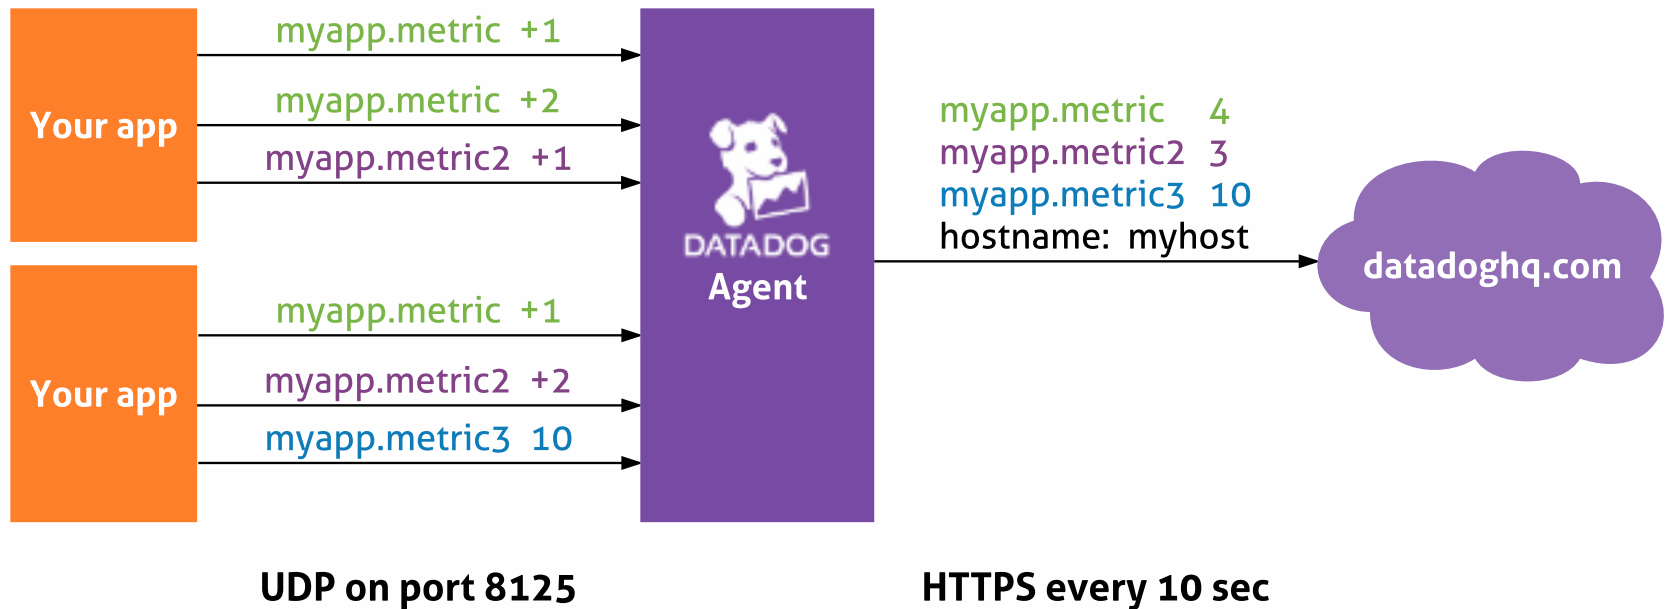 Your app
myapp.metric +1
myapp.metric +2
myapp.metric2 +1
Your app
myapp.metric +1
myapp.metric2 +2
myapp.metric3 10
DATADOG
Agent
myapp.metric 4
myapp.metric2 3
myapp.metric3 10
hostname: myhost
datadoghq.com
UDP on port 8125
HTTPS every 10 sec